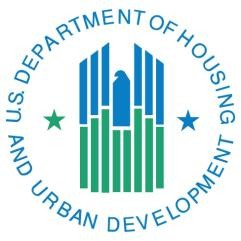 U.S. DEPARTMENT OF HOUSING
AND URBAN DEVELOPMENT